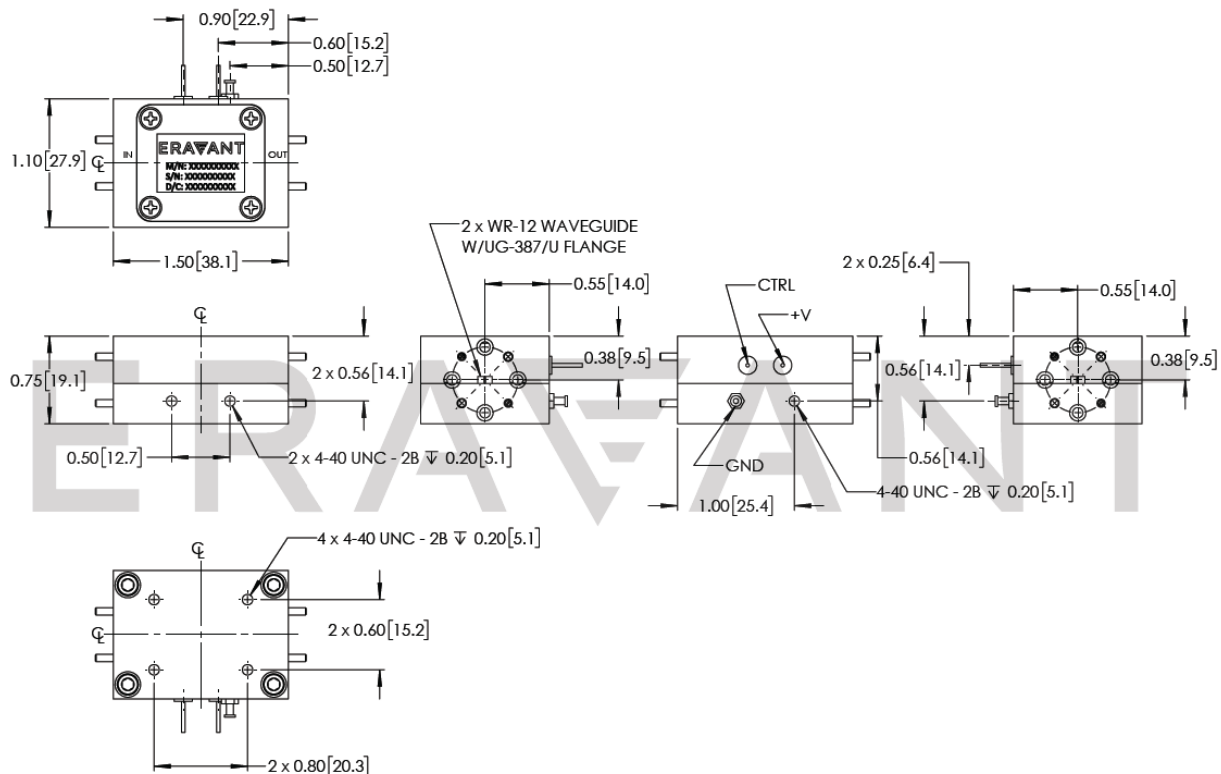 0.90[22.9]
0.60[15.2]
0.50[12.7]
1.10[27.9]
℄
IN
ERAVANT
OUT
M/N: XXXXXXXXXX
S/N: XXXXXXXXXX
D/C: XXXXXXXXXX
1.50[38.1]
2 x WR-12 WAVEGUIDE
W/UG-387/U FLANGE
0.55[14.0]
CTRL
+V
2 x 0.25[6.4]
0.55[14.0]
℄
0.75[19.1]
2 x 0.56[14.1]
0.38[9.5]
0.56[14.1]
0.38[9.5]
0.50[12.7]
2 x 4-40 UNC - 2B ↧ 0.20[5.1]
GND
1.00[25.4]
0.56[14.1]
4-40 UNC - 2B ↧ 0.20[5.1]
ERAVANT
℄
4 x 4-40 UNC - 2B ↧ 0.20[5.1]
℄
2 x 0.60[15.2]
2 x 0.80[20.3]